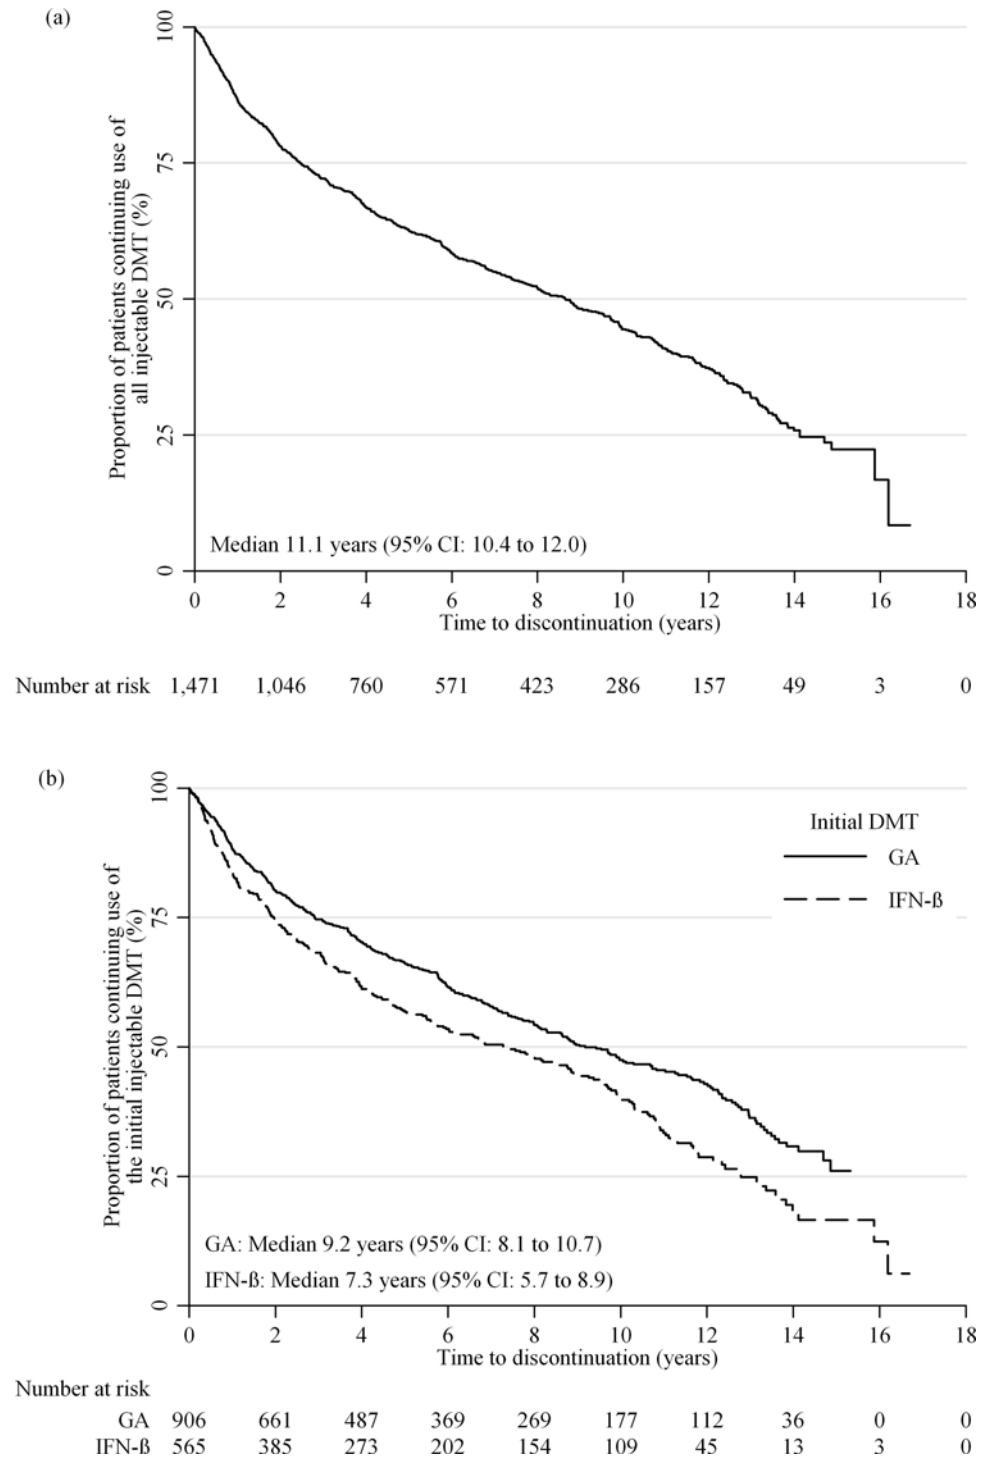 (a)
Proportion of patients continuing use of
all injectable DMT (%)
100
75
50
25
0
Median 11.1 years (95% CI: 10.4 to 12.0)
0 2 4 6 8 10 12 14 16 18
Time to discontinuation (years)
Number at risk 1,471 1,046 760 571 423 286 157 49 3 0
(b)
Proportion of patients continuing use of
the initial injectable DMT (%)
100
75
50
25
0
Initial DMT
GA
IFN-ß
GA: Median 9.2 years (95% CI: 8.1 to 10.7)
IFN-ß: Median 7.3 years (95% CI: 5.7 to 8.9)
0 2 4 6 8 10 12 14 16 18
Time to discontinuation (years)
Number at risk
GA 906 661 487 369 269 177 112 36 0 0
IFN-ß 565 385 273 202 154 109 45 13 3 0